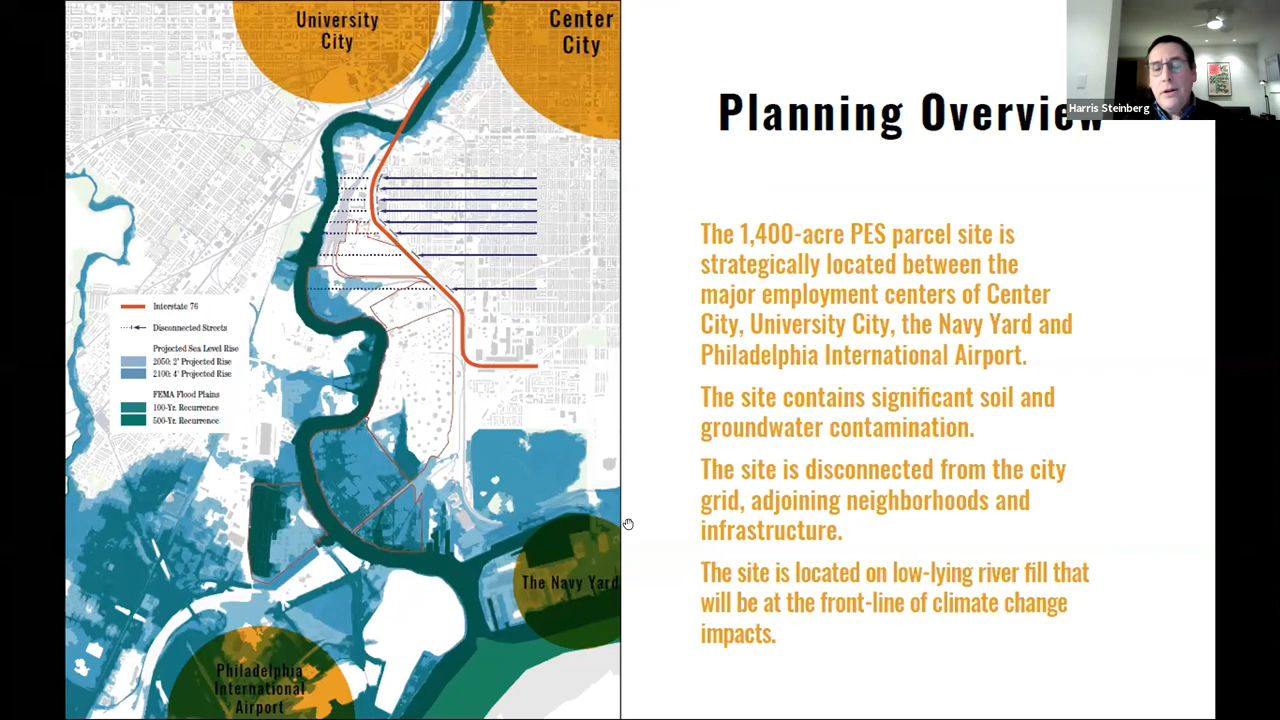 University
City
Center
City
Harris Steinberg
Planning Overview
Interstate 76
Disconnected Streets
Projected Sea Level Rise
2050: 2' Projected Rise
2100: 4' Projected Rise
FEMA Flood Plains
100-Yr. Recurrence
500-Yr. Recurrence
The Navy Yard
Philadelphia
International
Airport
The 1,400-acre PES parcel site is
strategically located between the
major employment centers of Center
City, University City, the Navy Yard and
Philadelphia International Airport.
The site contains significant soil and
groundwater contamination.
The site is disconnected from the city
grid, adjoining neighborhoods and
infrastructure.
The site is located on low-lying river fill that
will be at the front-line of climate change
impacts.